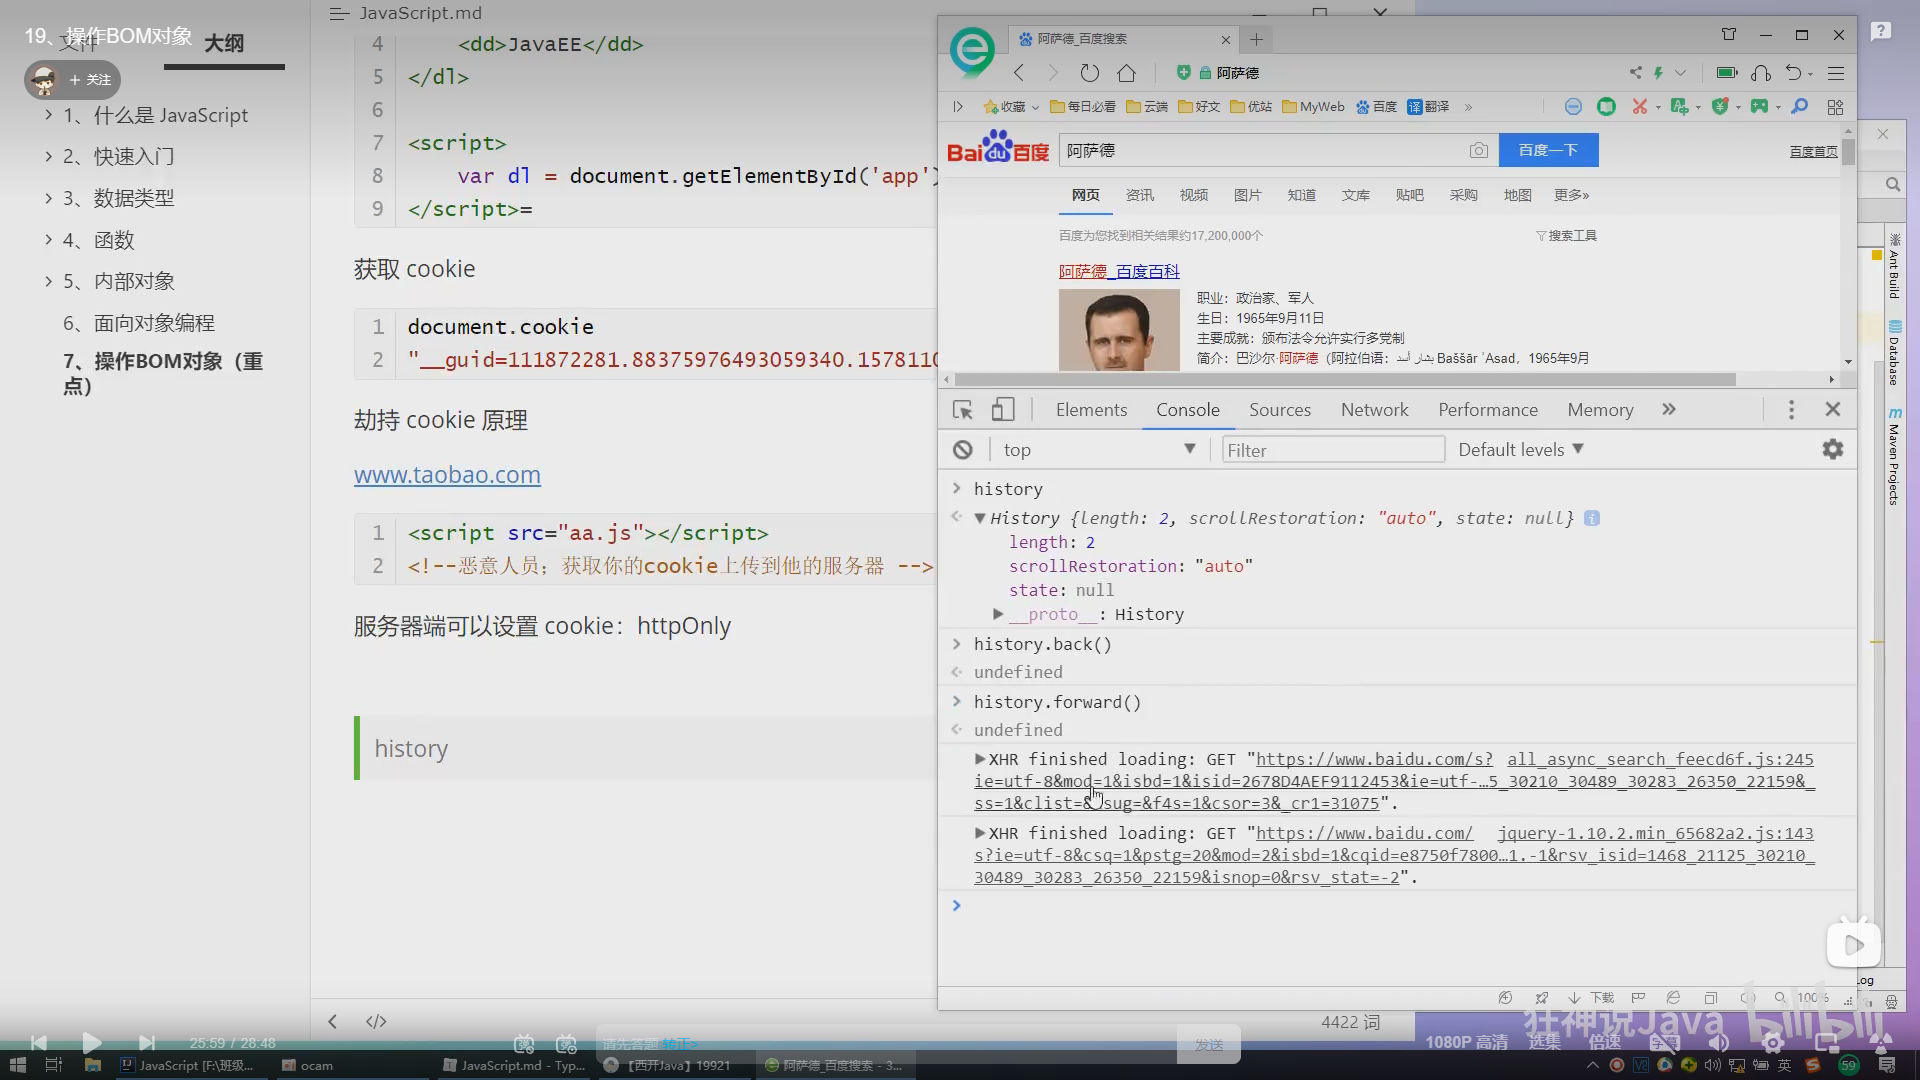 19、操作BOM对象
文件
大纲
+ 关注
1、什么是 JavaScript
2、快速入门
3、数据类型
4、函数
5、内部对象
6、面向对象编程
7、操作BOM对象（重
点）
JavaScript.md
4 <dd>JavaEE</dd>
5 </dl>
6
7 <script>
8 var dl = document.getElementById('app')
9 </script>=
获取 cookie
1 document.cookie
2 "__guid=111872281.88375976493059340.1578110
劫持 cookie 原理
www.taobao.com
1 <script src="aa.js"></script>
2 <!--恶意人员；获取你的cookie上传到他的服务器 -->
服务器端可以设置 cookie：httpOnly
history
4422 词
阿萨德_百度搜索
阿萨德
收藏 每日必看 云端 好文 优站 MyWeb 百度 翻译 »
译
Bai du 百度
阿萨德
百度一下
百度首页
网页 资讯 视频 图片 知道 文库 贴吧 采购 地图 更多»
百度为您找到相关结果约17,200,000个
搜索工具
阿萨德_百度百科
职业：政治家、军人
生日：1965年9月11日
主要成就：颁布法令允许实行多党制
简介：巴沙尔·阿萨德（阿拉伯语：بشار أسد Baššār ʾAsad，1965年9月
Elements Console Sources Network Performance Memory »
top Filter Default levels
history
History {length: 2, scrollRestoration: "auto", state: null}
length: 2
scrollRestoration: "auto"
state: null
__proto__: History
history.back()
undefined
history.forward()
undefined
XHR finished loading: GET "https://www.baidu.com/s? all_async_search_feecd6f.js:245
ie=utf-8&mod=1&isbd=1&isid=2678D4AEF9112453&ie=utf-…5_30210_30489_30283_26350_22159&_
ss=1&clist=&hsug=&f4s=1&csor=3&_cr1=31075".
XHR finished loading: GET "https://www.baidu.com/ jquery-1.10.2.min_65682a2.js:143
s?ie=utf-8&csq=1&pstg=20&mod=2&isbd=1&cqid=e8750f7800…1.-1&rsv_isid=1468_21125_30210_
30489_30283_26350_22159&isnop=0&rsv_stat=-2".
下载
100%
Ant Build
Database
Maven Projects
狂神说Java bilibili
25:59 / 28:48
请先答题 转正>
发送
1080P 高清 选集 倍速 字幕
JavaScript [F:\班级...
ocam
JavaScript.md - Typ...
【西开Java】19921
阿萨德_百度搜索 - 3...
英
59